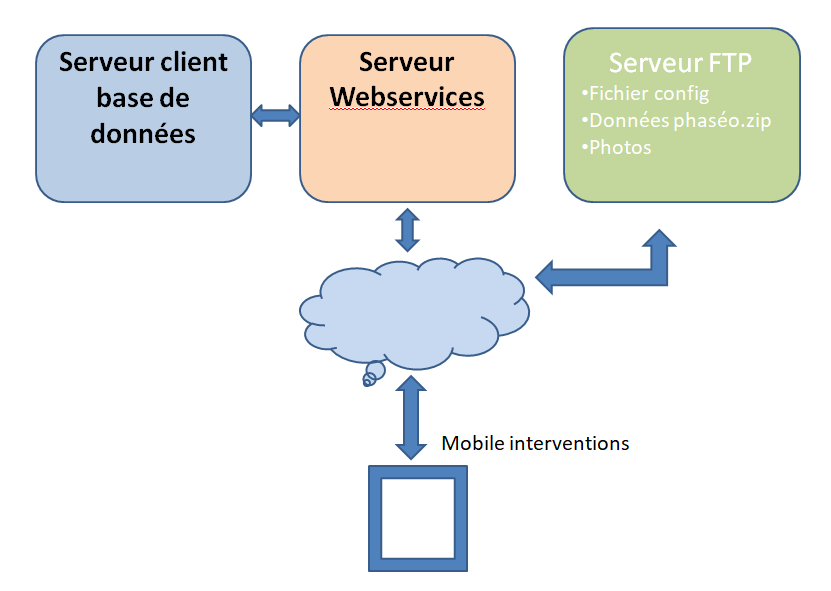 Serveur client
base de
données
Serveur
Webservices
Serveur FTP
•Fichier config
•Données phaséo.zip
•Photos
Mobile interventions